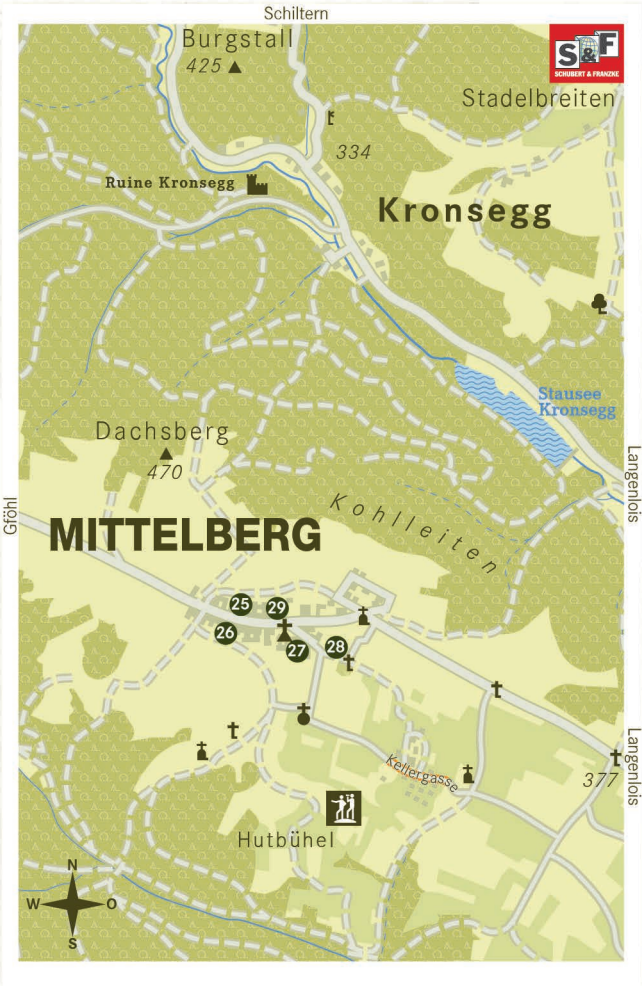 Schiltern
Burgstall
425
S&F
SCHUBERT & FRANZKE
Stadelbreiten
334
Ruine Kronsegg
Kronsegg
Stausee
Kronsegg
Dachsberg
470
Langenlois
Gföhl
Kohlleiten
MITTELBERG
25
29
26
27
28
Kellergasse
Langenlois
377
Hutbühel
N
W
O
S